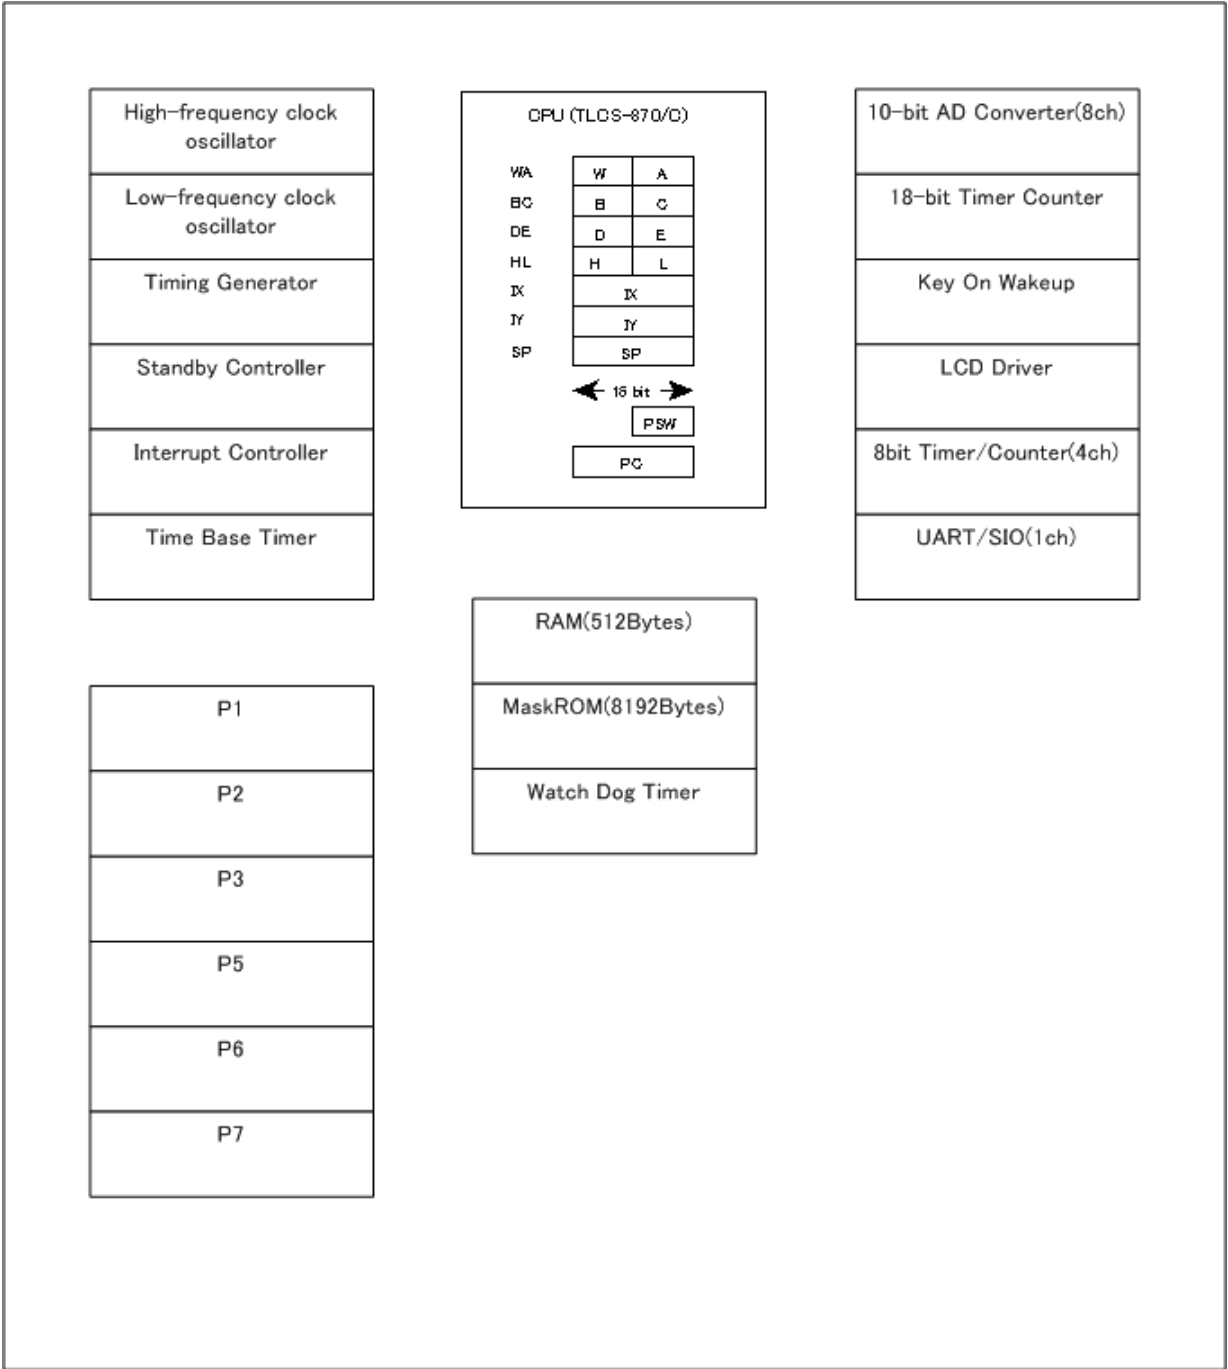 High-frequency clock
oscillator
Low-frequency clock
oscillator
Timing Generator
Standby Controller
Interrupt Controller
Time Base Timer
CPU (TLCS-870/C)
WA W A
BC B C
DE D E
HL H L
IX IX
IY IY
SP SP
16 bit
PSW
PC
10-bit AD Converter(8ch)
18-bit Timer Counter
Key On Wakeup
LCD Driver
8bit Timer/Counter(4ch)
UART/SIO(1ch)
RAM(512Bytes)
MaskROM(8192Bytes)
Watch Dog Timer
P1
P2
P3
P5
P6
P7